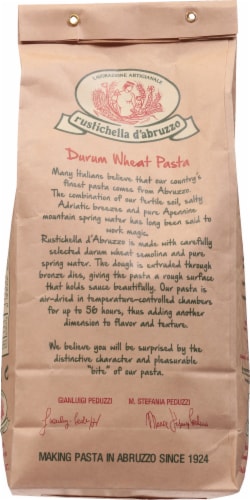 LAVORAZIONE ARTIGIANALE
rustichella d'abruzzo
Durum Wheat Pasta
Many Italians believe that our country's
finest pasta comes from Abruzzo.
The combination of our fertile soil, salty
Adriatic breezes and pure Apennine
mountain spring water has long been said to
work magic.
Rustichella d'Abruzzo is made with carefully
selected durum wheat semolina and pure
spring water. The dough is extruded through
bronze dies, giving the pasta a rough surface
that holds sauce beautifully. Our pasta is
air-dried in temperature-controlled chambers
for up to 56 hours, thus adding another
dimension to flavor and texture.
We believe you will be surprised by the
distinctive character and pleasurable
"bite" of our pasta.
GIANLUIGI PEDUZZI M. STEFANIA PEDUZZI
MAKING PASTA IN ABRUZZO SINCE 1924